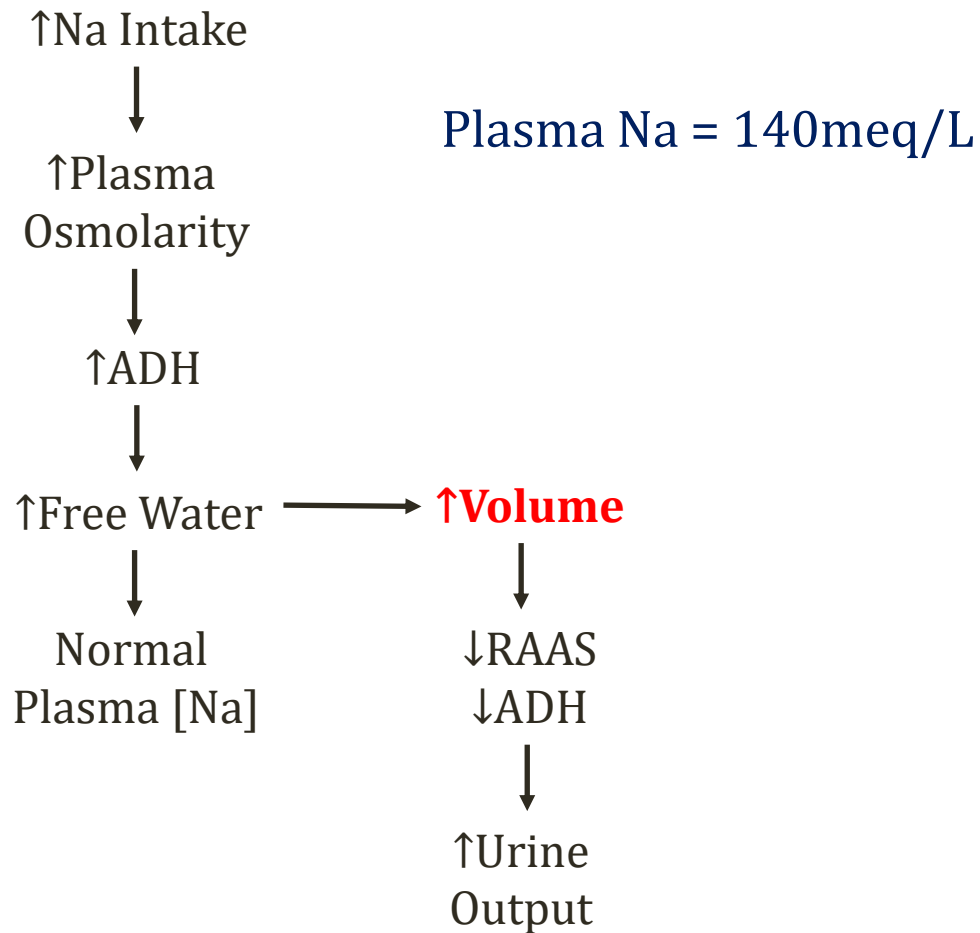 ↑Na Intake
Plasma Na = 140meq/L
↑Plasma
Osmolarity
↑ADH
↑Free Water
↑Volume
Normal
Plasma [Na]
↓RAAS
↓ADH
↑Urine
Output